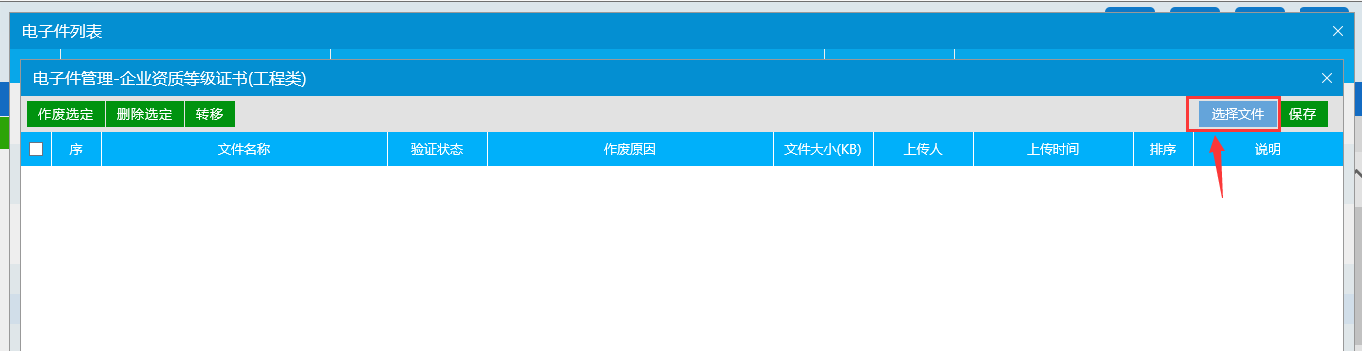 电子件列表
电子件管理-企业资质等级证书(工程类)
作废选定 删除选定 转移 选择文件 保存
序 文件名称 验证状态 作废原因 文件大小(KB) 上传人 上传时间 排序 说明